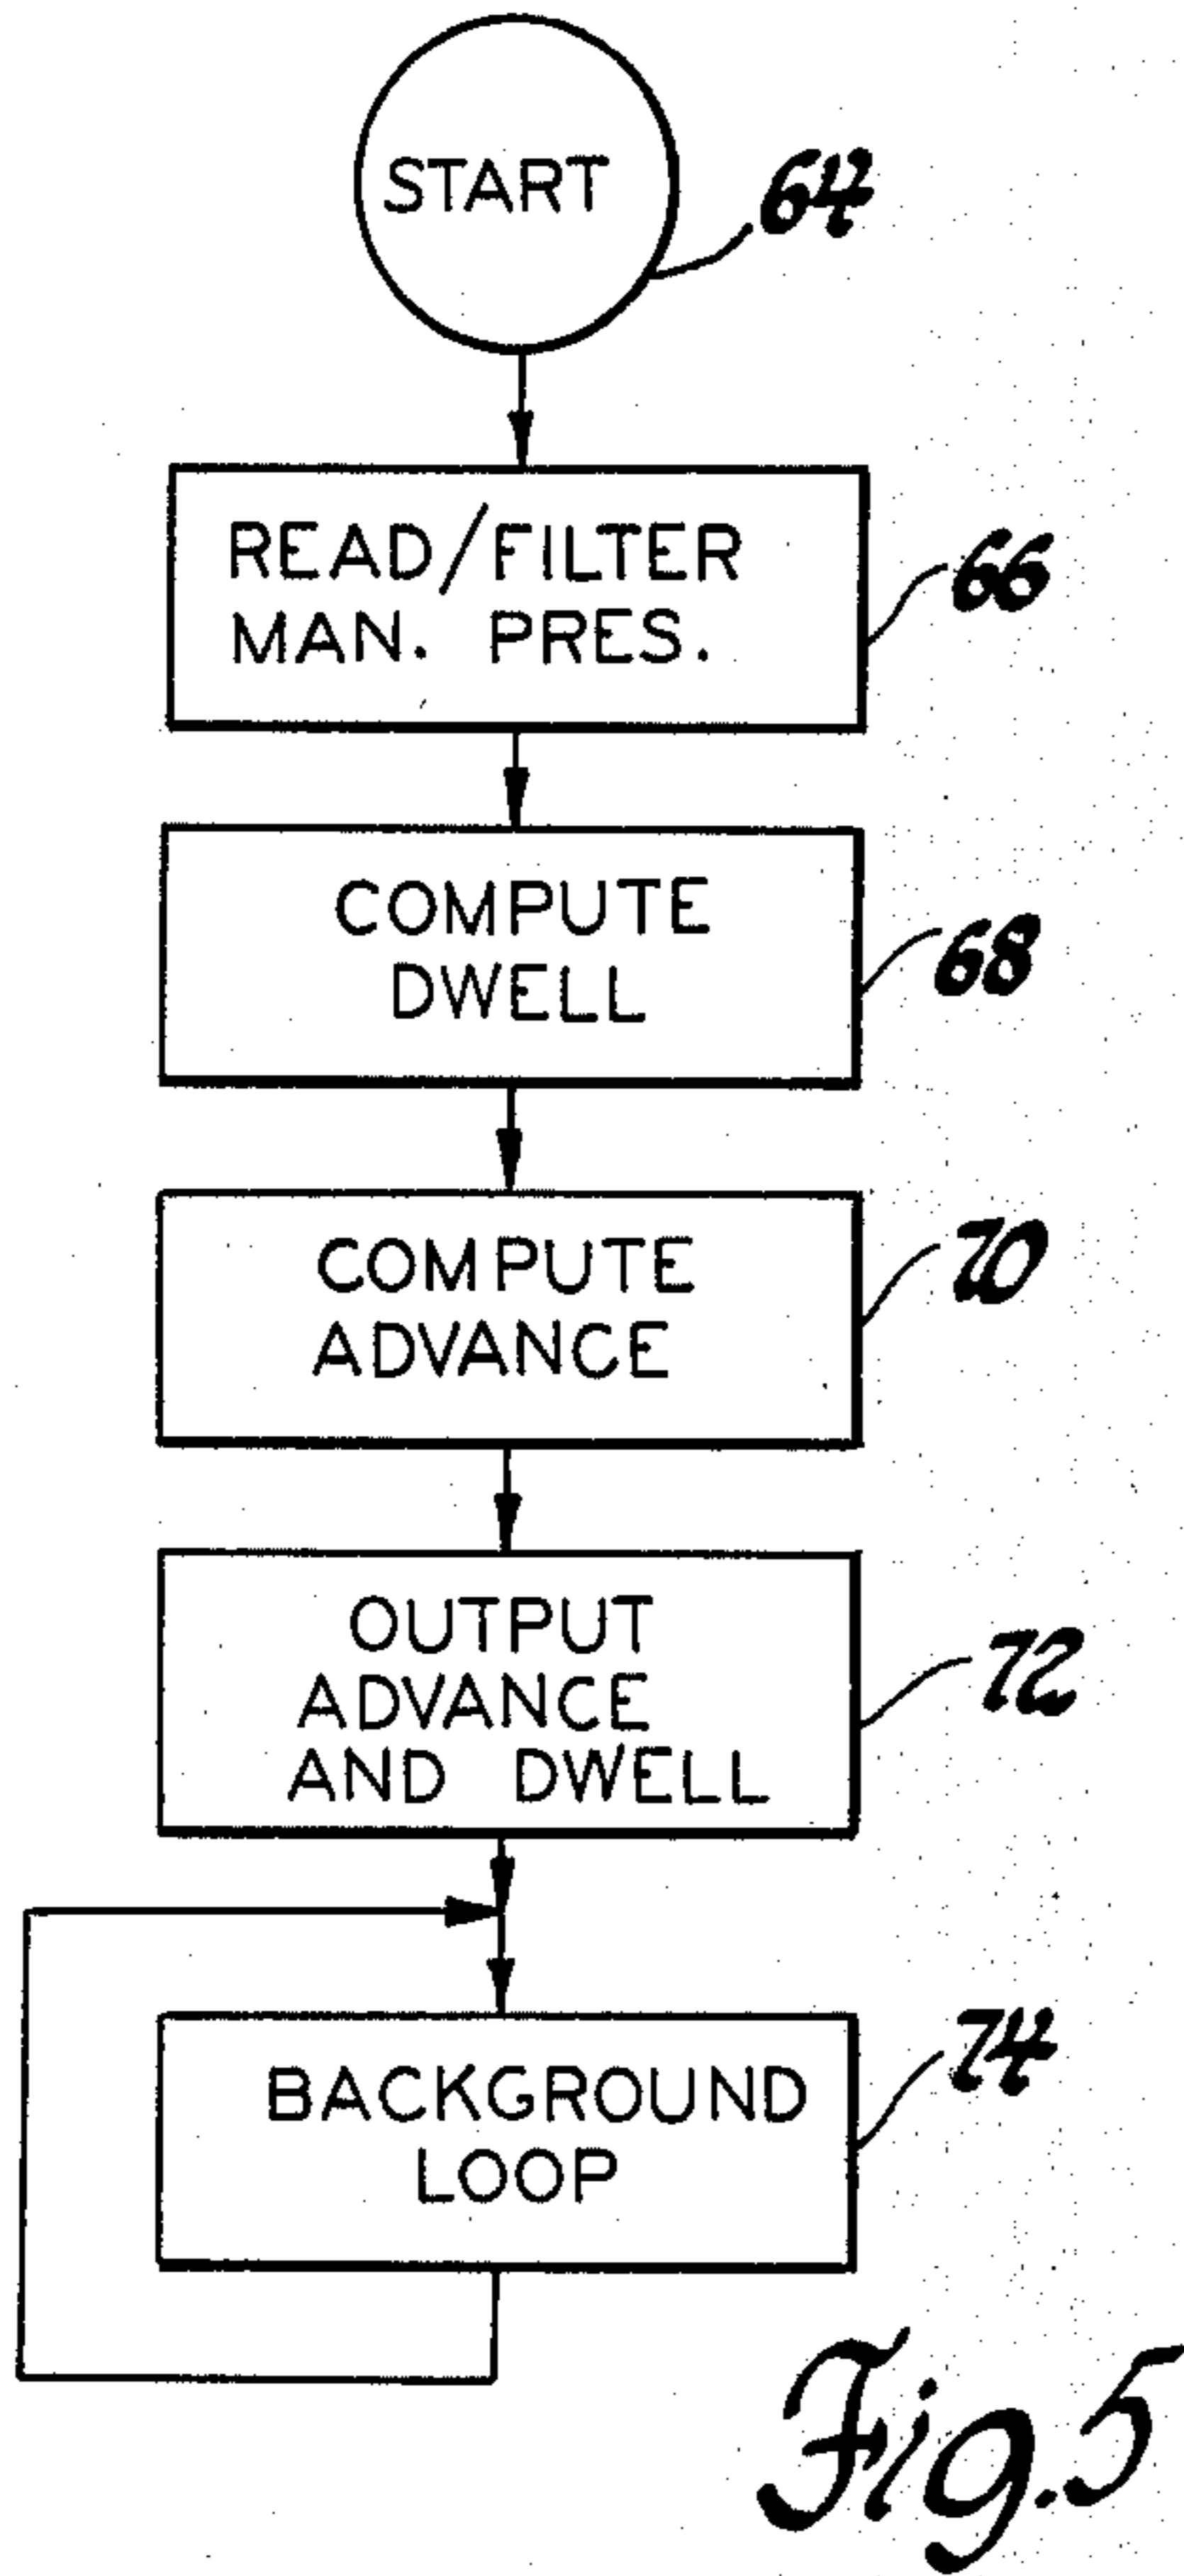 START
64
READ/FILTER
MAN. PRES.
66
COMPUTE
DWELL
68
COMPUTE
ADVANCE
70
OUTPUT
ADVANCE
AND DWELL
72
BACKGROUND
LOOP
74
Fig. 5